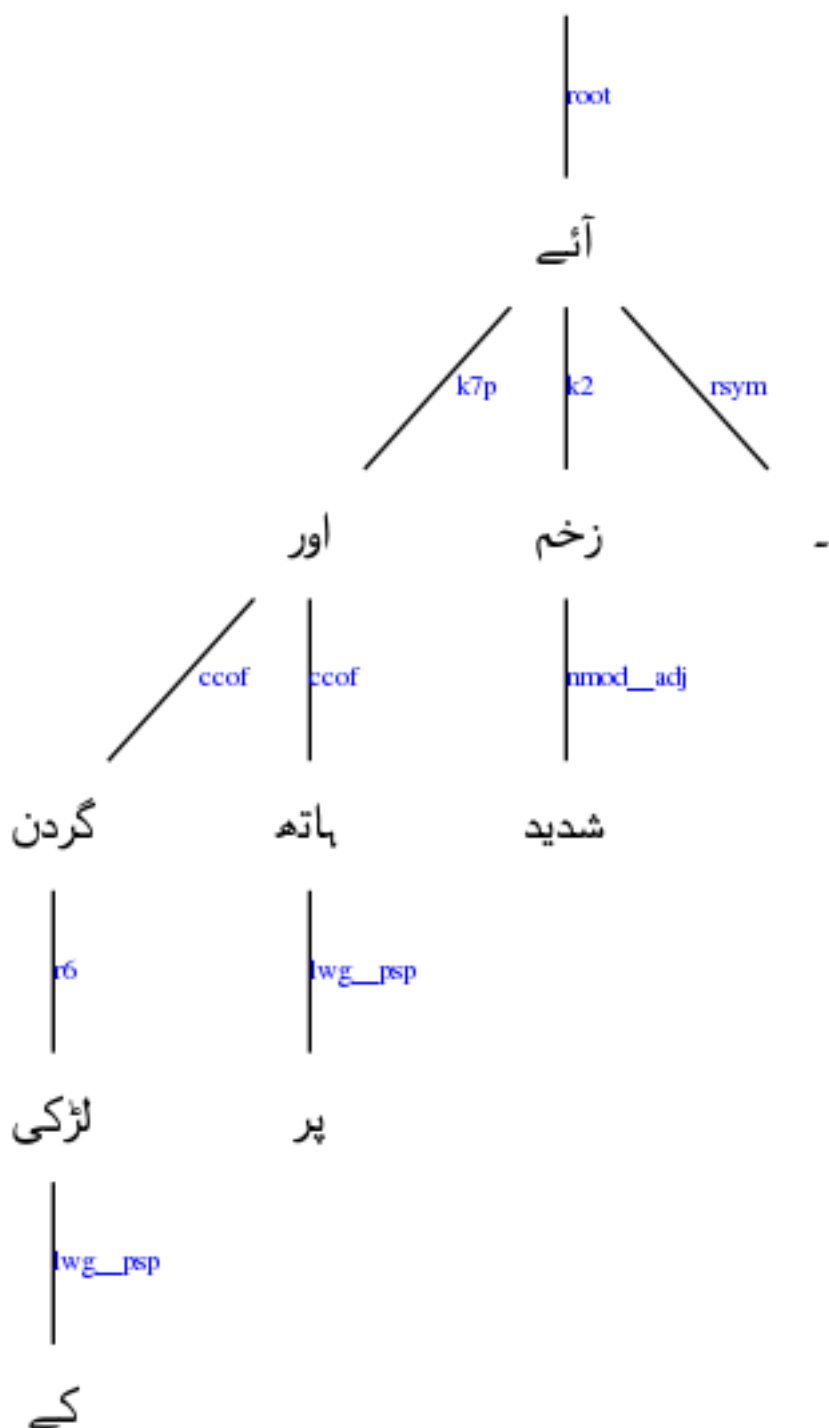 root
آئے
k7p k2 rsym
اور زخم ۔
ccof ccof nmod__adj
گردن ہاتھ شدید
r6 lwg__psp
لڑکی پر
lwg__psp
کے